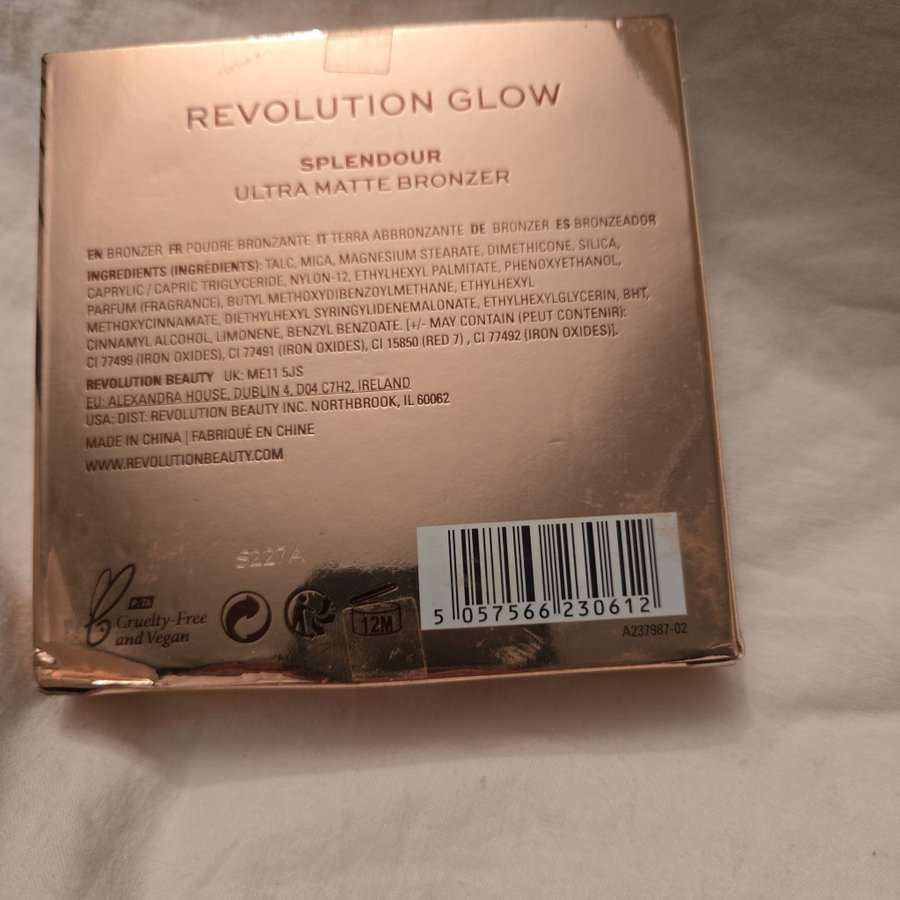 REVOLUTION GLOW
SPLENDOUR
ULTRA MATTE BRONZER
EN BRONZER FR POUDRE BRONZANTE IT TERRA ABBRONZANTE DE BRONZER ES BRONZEADOR
INGREDIENTS (INGRÉDIENTS): TALC, MICA, MAGNESIUM STEARATE, DIMETHICONE, SILICA,
CAPRYLIC / CAPRIC TRIGLYCERIDE, NYLON-12, ETHYLHEXYL PALMITATE, PHENOXYETHANOL,
PARFUM (FRAGRANCE), BUTYL METHOXYDIBENZOYLMETHANE, ETHYLHEXYL
METHOXYCINNAMATE, DIETHYLHEXYL SYRINGYLIDENEMALONATE, ETHYLHEXYLGLYCERIN, BHT,
CINNAMYL ALCOHOL, LIMONENE, BENZYL BENZOATE. [+/- MAY CONTAIN (PEUT CONTENIR):
CI 77499 (IRON OXIDES), CI 77491 (IRON OXIDES), CI 15850 (RED 7) , CI 77492 (IRON OXIDES)].
REVOLUTION BEAUTY UK: ME11 5JS
EU: ALEXANDRA HOUSE, DUBLIN 4, D04 C7H2, IRELAND
USA: DIST: REVOLUTION BEAUTY INC. NORTHBROOK, IL 60062
MADE IN CHINA | FABRIQUÉ EN CHINE
WWW.REVOLUTIONBEAUTY.COM
S227A
PETA
Cruelty-Free
and Vegan
12M
5 057566 230612
A237987-02